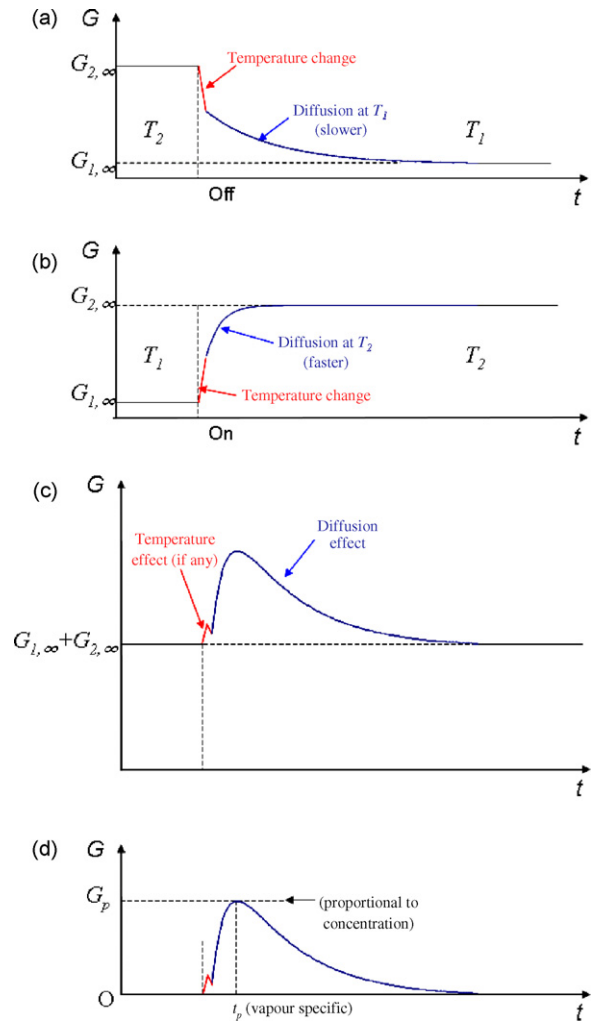 (a)
G
G2,∞
Temperature change
Diffusion at T1
(slower)
T2
T1
G1,∞
Off
t
(b)
G
G2,∞
Diffusion at T2
(faster)
T1
T2
G1,∞
Temperature change
On
t
(c)
G
Temperature
effect (if any)
Diffusion
effect
G1,∞+G2,∞
t
(d)
G
Gp
(proportional to
concentration)
O
tp (vapour specific)
t